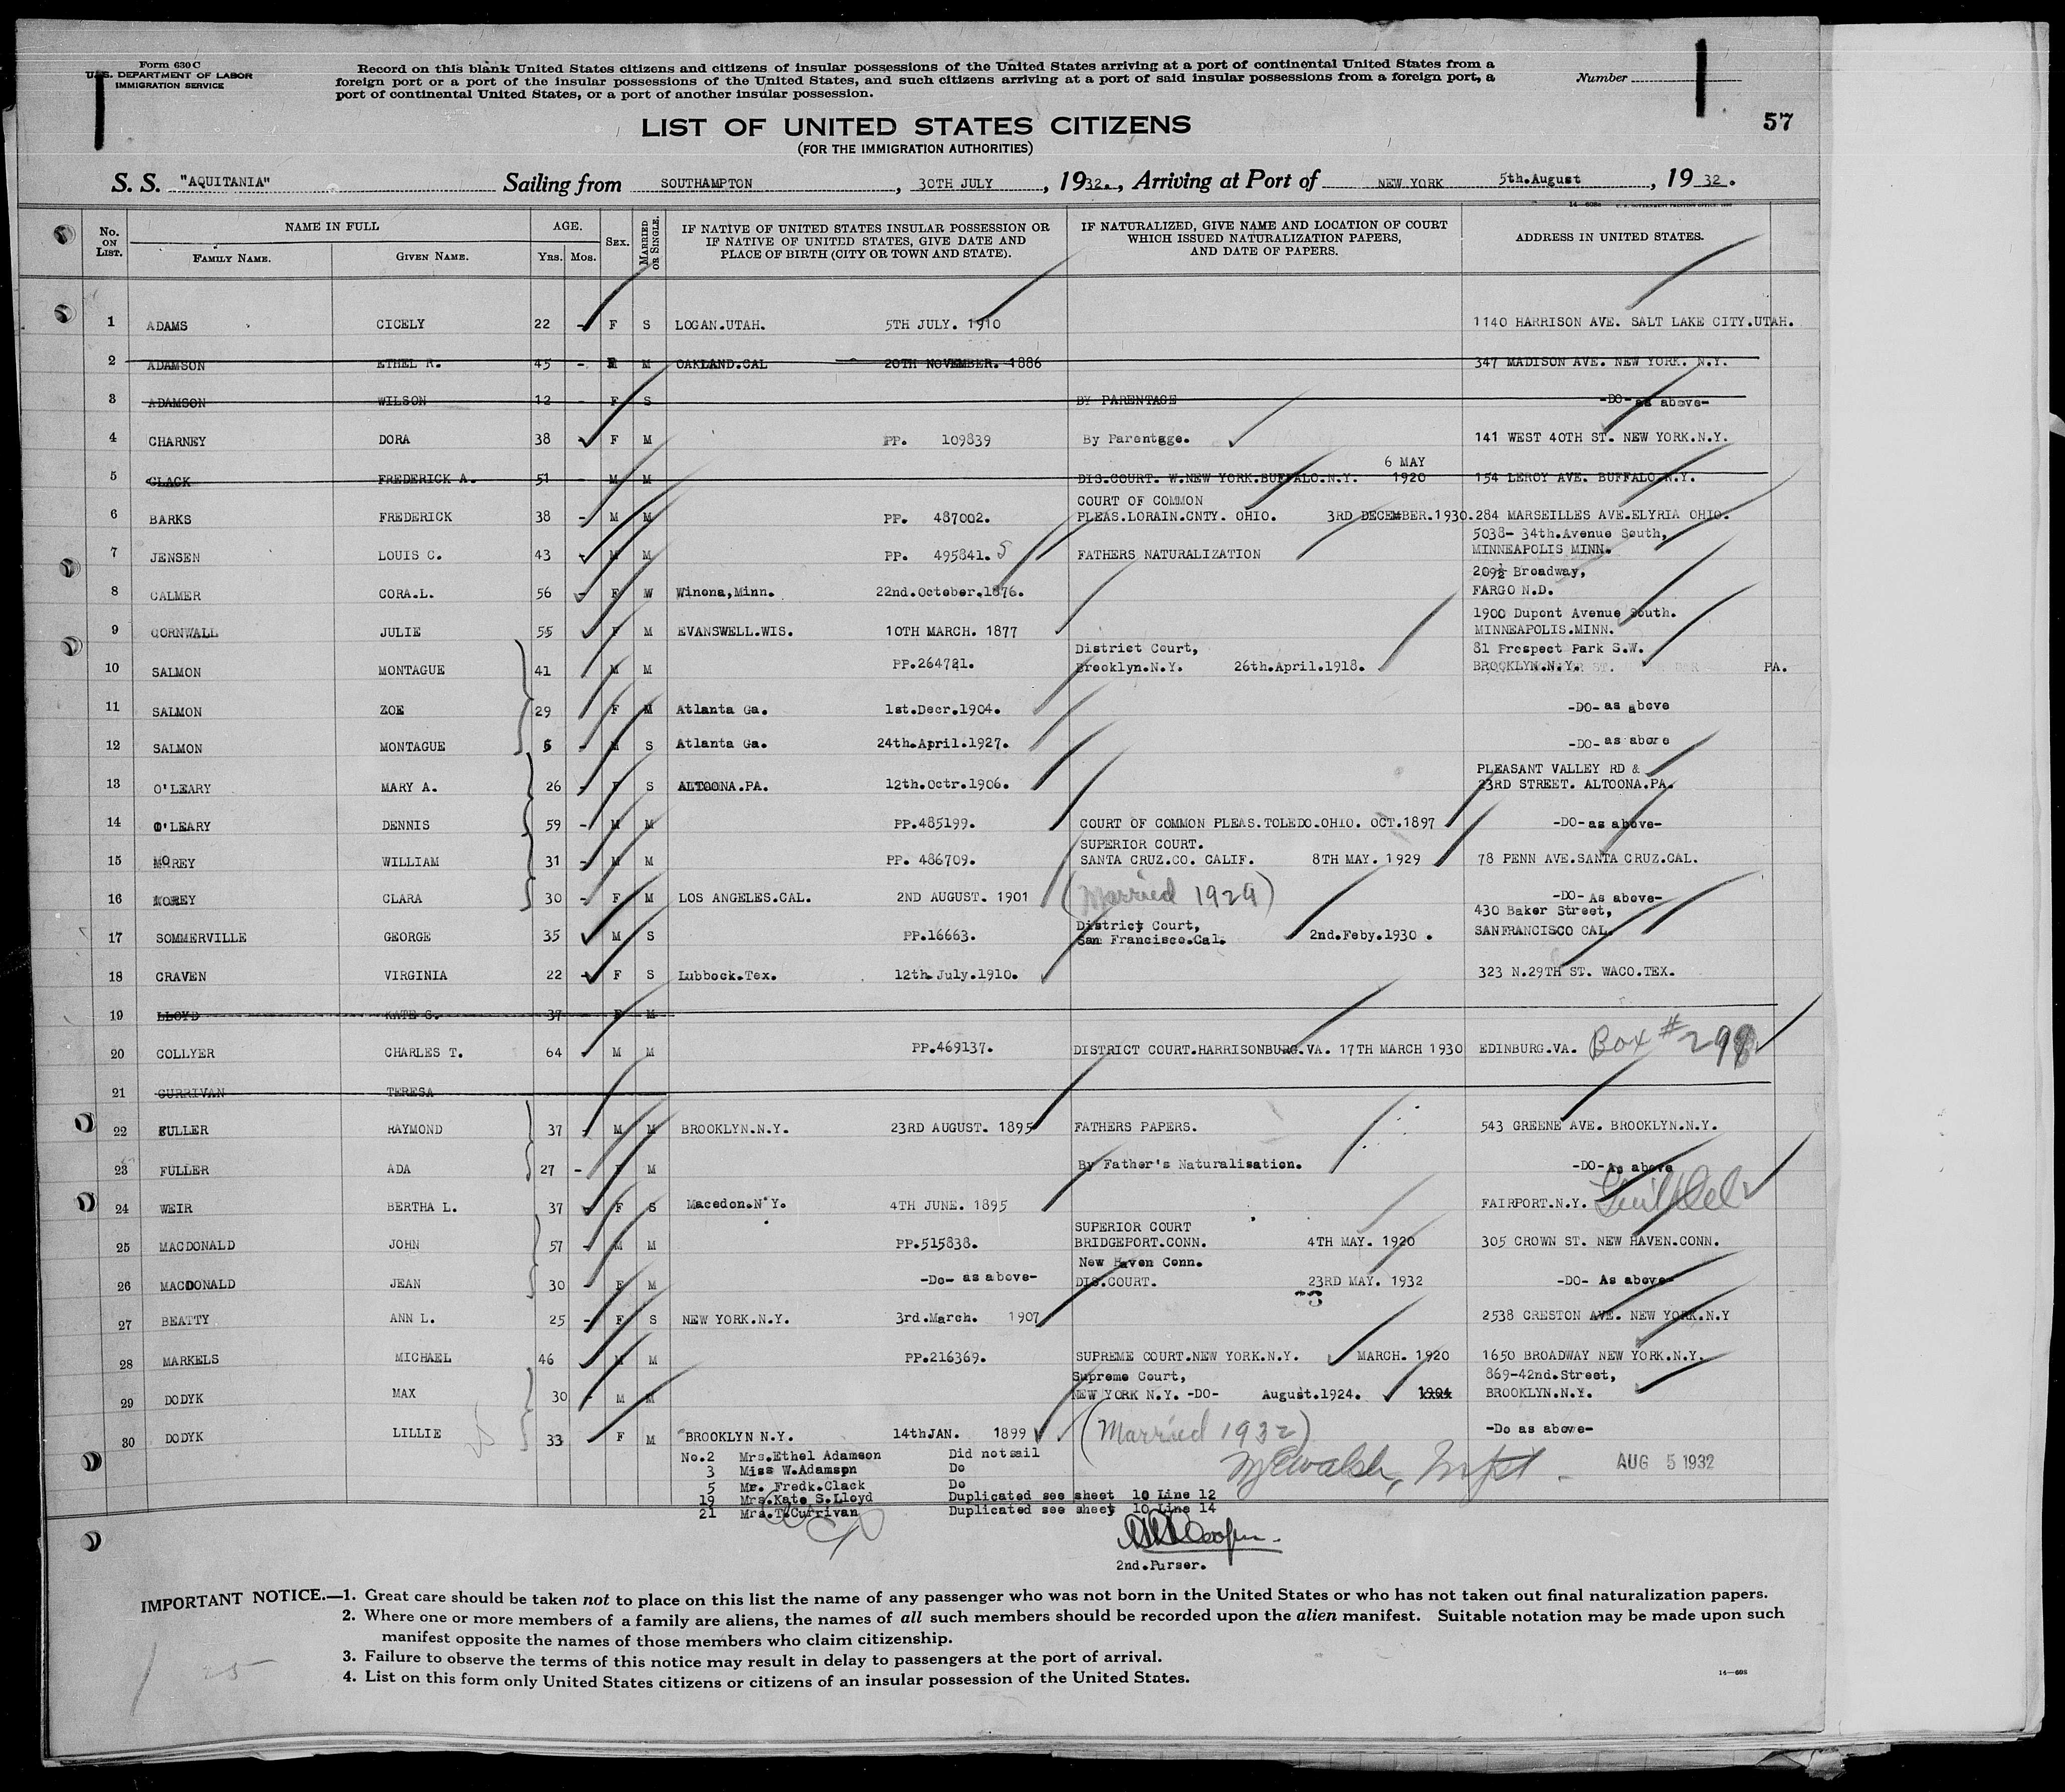 Form 630 C
U.S. DEPARTMENT OF LABOR
IMMIGRATION SERVICE
Record on this blank United States citizens and citizens of insular possessions of the United States arriving at a port of continental United States from a
foreign port or a port of the insular possessions of the United States, and such citizens arriving at a port of said insular possessions from a foreign port, a
port of continental United States, or a port of another insular possession.
Number
57
LIST OF UNITED STATES CITIZENS
(FOR THE IMMIGRATION AUTHORITIES)
S. S. "AQUITANIA" Sailing from SOUTHAMPTON, 30TH JULY, 1932., Arriving at Port of NEW YORK 5th.August, 1932.
No. ON LIST. NAME IN FULL FAMILY NAME. GIVEN NAME. AGE. Yrs. Mos. SEX. MARRIED OR SINGLE. IF NATIVE OF UNITED STATES INSULAR POSSESSION OR IF NATIVE OF UNITED STATES, GIVE DATE AND PLACE OF BIRTH (CITY OR TOWN AND STATE). IF NATURALIZED, GIVE NAME AND LOCATION OF COURT WHICH ISSUED NATURALIZATION PAPERS, AND DATE OF PAPERS. ADDRESS IN UNITED STATES.
1 ADAMS CICELY 22 - F S LOGAN.UTAH. 5TH JULY. 1910 1140 HARRISON AVE. SALT LAKE CITY.UTAH.
2 ADAMSON ETHEL R. 45 - F M OAKLAND.CAL 20TH NOVEMBER. 1886 347 MADISON AVE. NEW YORK. N.Y.
3 ADAMSON WILSON 12 - F S BY PARENTAGE -DO- as above-
4 CHARNEY DORA 38 - F M PP. 109839 By Parentage. 141 WEST 40TH ST. NEW YORK.N.Y.
6 MAY
5 CLACK FREDERICK A. 51 - M M DIS.COURT. W.NEW YORK.BUFFALO.N.Y. 1920 154 LEROY AVE. BUFFALO.N.Y.
COURT OF COMMON
6 BARKS FREDERICK 38 - M M PP. 487002. PLEAS.LORAIN.CNTY. OHIO. 3RD DECEMBER.1930. 284 MARSEILLES AVE.ELYRIA OHIO.
5038- 34th.Avenue South,
7 JENSEN LOUIS C. 43 - M M PP. 495841. FATHERS NATURALIZATION MINNEAPOLIS MINN.
209½ Broadway,
8 CALMER CORA.L. 56 - F W Winona,Minn. 22nd.October.1876. FARGO N.D.
1900 Dupont Avenue South.
9 CORNWALL JULIE 55 F M EVANSWELL.WIS. 10TH MARCH. 1877 MINNEAPOLIS.MINN.
District Court, 81 Prospect Park S.W.
10 SALMON MONTAGUE 41 M M PP.264721. Brooklyn.N.Y. 26th.April.1918. BROOKLYN.N.Y. PA.
11 SALMON ZOE 29 F M Atlanta Ga. 1st.Decr.1904. -DO- as above
12 SALMON MONTAGUE 5 - M S Atlanta Ga. 24th.April.1927. -DO- as above
PLEASANT VALLEY RD &
13 O'LEARY MARY A. 26 - F S ALTOONA.PA. 12th.Octr.1906. 23RD STREET. ALTOONA.PA.
14 O'LEARY DENNIS 59 - M M PP.485199. COURT OF COMMON PLEAS.TOLEDO.OHIO. OCT.1897 -DO- as above-
SUPERIOR COURT.
15 MOREY WILLIAM 31 - M M PP. 486709. SANTA CRUZ.CO. CALIF. 8TH MAY. 1929 78 PENN AVE.SANTA CRUZ.CAL.
16 MOREY CLARA 30 - F M LOS ANGELES.CAL. 2ND AUGUST. 1901 (Married 1929) -DO- As above-
District Court, 430 Baker Street,
17 SOMMERVILLE GEORGE 35 M S PP.16663. San Francisco.Cal. 2nd.Feby.1930. SANFRANCISCO CAL.
18 CRAVEN VIRGINIA 22 - F S Lubbock.Tex. 12th.July.1910. 323 N.29TH ST. WACO.TEX.
19 LLOYD KATE S. 37 F M
20 COLLYER CHARLES T. 64 M M PP.469137. DISTRICT COURT.HARRISONBURG.VA. 17TH MARCH 1930 EDINBURG.VA. Box #298
21 CURRIVAN TERESA
22 FULLER RAYMOND 37 - M M BROOKLYN.N.Y. 23RD AUGUST. 1895 FATHERS PAPERS. 543 GREENE AVE. BROOKLYN.N.Y.
23 FULLER ADA 27 - F M By Father's Naturalisation. -DO- As above
24 WEIR BERTHA L. 37 - F S Macedon.N.Y. 4TH JUNE. 1895 FAIRPORT.N.Y.
SUPERIOR COURT
25 MACDONALD JOHN 57 - M M PP.515838. BRIDGEPORT.CONN. 4TH MAY. 1920 305 CROWN ST. NEW HAVEN.CONN.
New Haven Conn.
26 MACDONALD JEAN 30 - F M -Do- as above- DIS.COURT. 23RD MAY. 1932 -DO- As above-
27 BEATTY ANN L. 25 - F S NEW YORK.N.Y. 3rd.March. 1907 2538 CRESTON AVE. NEW YORK.N.Y
28 MARKELS MICHAEL 46 M M PP.216369. SUPREME COURT.NEW YORK.N.Y. MARCH. 1920 1650 BROADWAY NEW YORK.N.Y.
Supreme Court, 869-42nd.Street,
29 DODYK MAX 30 - M M NEW YORK N.Y. -DO- August.1924. 1924 BROOKLYN.N.Y.
30 DODYK LILLIE 33 F M BROOKLYN N.Y. 14thJAN. 1899 (Married 1932) -Do as above-
No.2 Mrs.Ethel Adamson Did not sail
3 Miss W.Adamson Do
5 Mr. Fredk.Clack Do
19 Mrs.Kate S.Lloyd Duplicated see sheet 10 Line 12
21 Mrs.T.Currivan Duplicated see sheet 10 Line 14
AUG 5 1932
2nd.Purser.
IMPORTANT NOTICE.—1. Great care should be taken not to place on this list the name of any passenger who was not born in the United States or who has not taken out final naturalization papers.
2. Where one or more members of a family are aliens, the names of all such members should be recorded upon the alien manifest. Suitable notation may be made upon such
manifest opposite the names of those members who claim citizenship.
3. Failure to observe the terms of this notice may result in delay to passengers at the port of arrival.
4. List on this form only United States citizens or citizens of an insular possession of the United States.
14—608
25